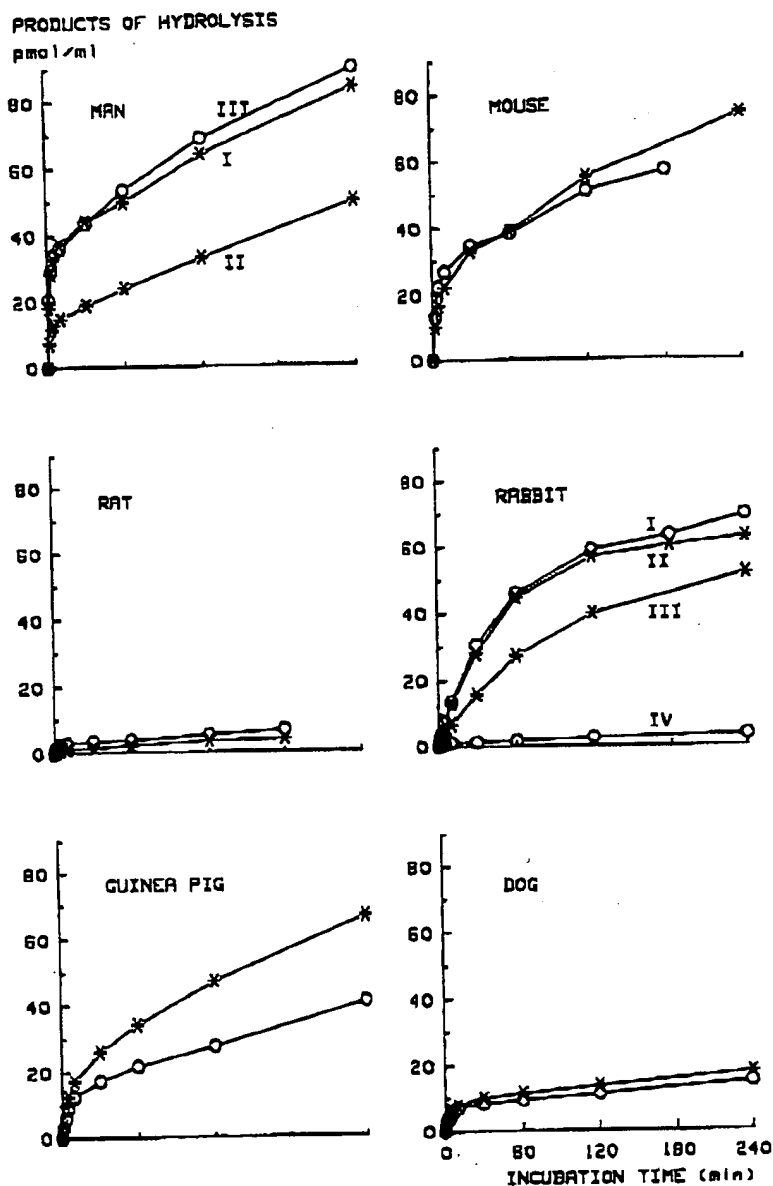 PRODUCTS OF HYDROLYSIS
pmol/ml
80
60
40
20
0
MAN
III
I
II
80
60
40
20
0
MOUSE
80
60
40
20
0
RAT
80
60
40
20
0
RABBIT
I
II
III
IV
80
60
40
20
0
GUINEA PIG
80
60
40
20
0
DOG
0 60 120 180 240
INCUBATION TIME (min)